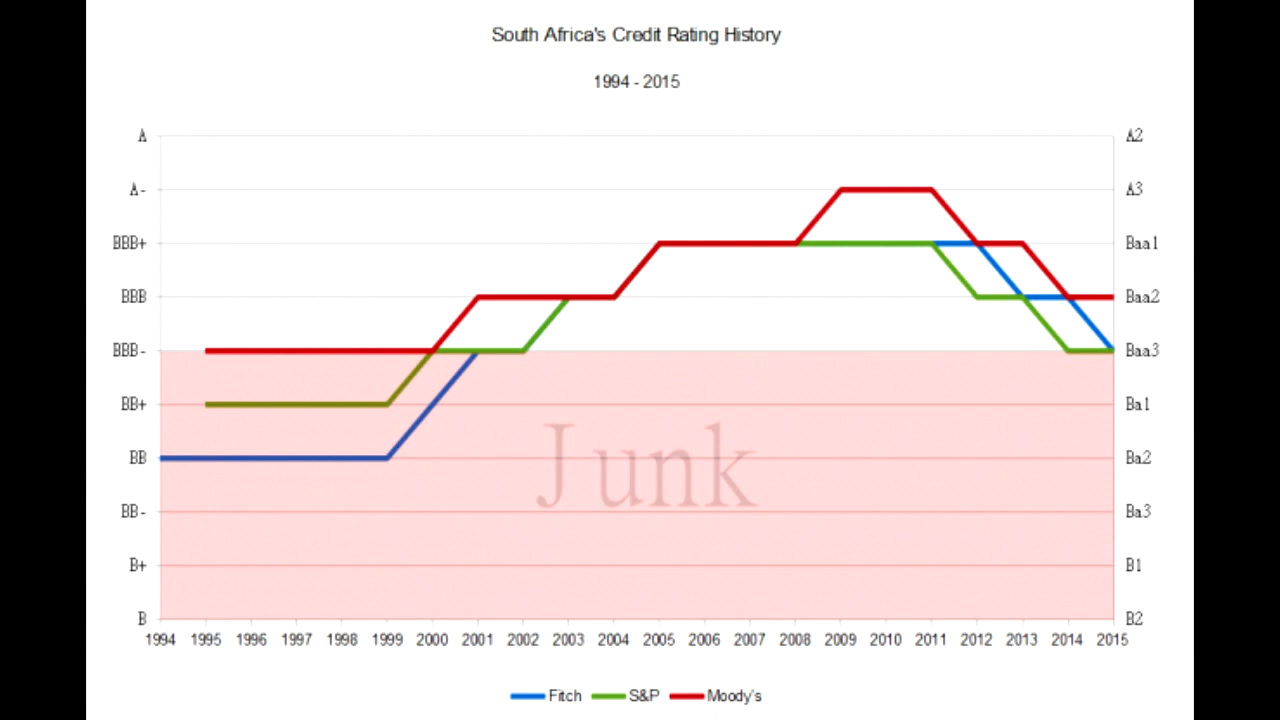 South Africa's Credit Rating History
1994 - 2015
A A2
A- A3
BBB+ Baa1
BBB Baa2
BBB- Baa3
BB+ Ba1
Junk
BB Ba2
BB- Ba3
B+ B1
B B2
1994 1995 1996 1997 1998 1999 2000 2001 2002 2003 2004 2005 2006 2007 2008 2009 2010 2011 2012 2013 2014 2015
Fitch S&P Moody's